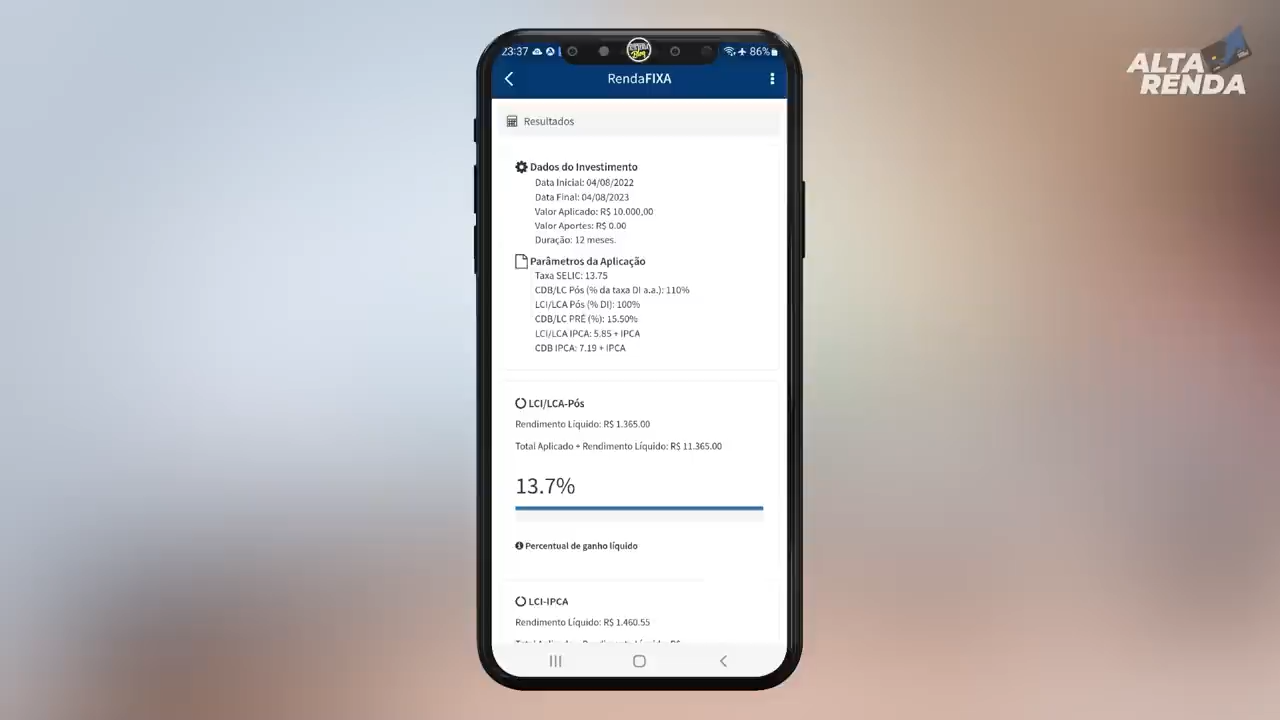 23:37
86%
RendaFIXA
ALTA
RENDA
Resultados
Dados do Investimento
Data Inicial: 04/08/2022
Data Final: 04/08/2023
Valor Aplicado: R$ 10.000,00
Valor Aportes: R$ 0.00
Duração: 12 meses.
Parâmetros da Aplicação
Taxa SELIC: 13.75
CDB/LC Pós (% da taxa DI a.a.): 110%
LCI/LCA Pós (% DI): 100%
CDB/LC PRÉ (%): 15.50%
LCI/LCA IPCA: 5.85 + IPCA
CDB IPCA: 7.19 + IPCA
LCI/LCA-Pós
Rendimento Líquido: R$ 1.365.00
Total Aplicado + Rendimento Líquido: R$ 11.365.00
13.7%
Percentual de ganho líquido
LCI-IPCA
Rendimento Líquido: R$ 1.460.55